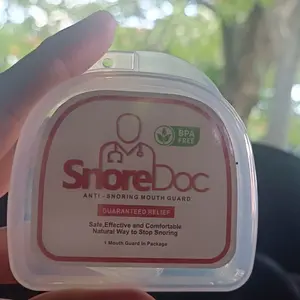 BPA
FREE
SnoreDoc
ANTI-SNORING MOUTH GUARD
GUARANTEED RELIEF
Safe,Effective and Comfortable
Natural Way to Stop Snoring
1 Mouth Guard in Package